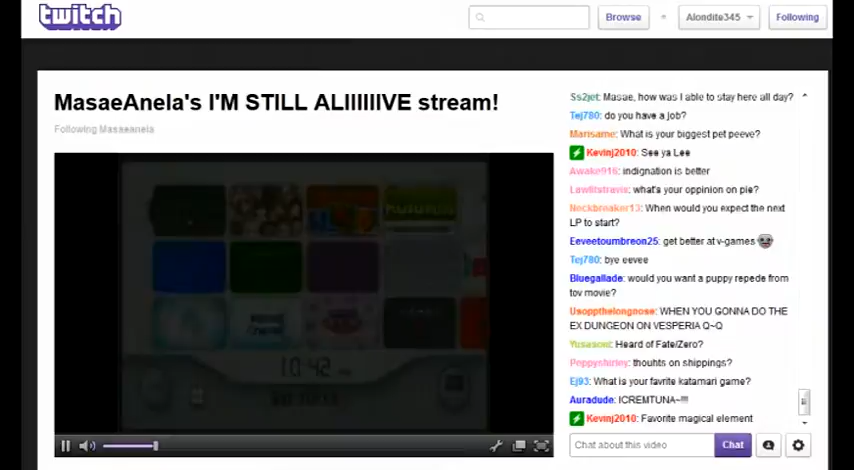 twitch
Browse
Alondite345
Following
MasaeAnela's I'M STILL ALIIIIIIVE stream!
Following Masaeanela
10:42
Ss2jet: Masae, how was I able to stay here all day?
Tej780: do you have a job?
Marisame: What is your biggest pet peeve?
Kevinj2010: See ya Lee
Awake916: indignation is better
Lawlitstravis: what's your oppinion on pie?
Neckbreaker13: When would you expect the next
LP to start?
Eeveetoumbreon25: get better at v-games
Tej780: bye eevee
Bluegallade: would you want a puppy repede from
tov movie?
Usoppthelongnose: WHEN YOU GONNA DO THE
EX DUNGEON ON VESPERIA Q~Q
Yusasoni: Heard of Fate/Zero?
Peppyshirley: thouhts on shippings?
Ej93: What is your favrite katamari game?
Auradude: ICREMTUNA~!!!
Kevinj2010: Favorite magical element
Chat about this video
Chat